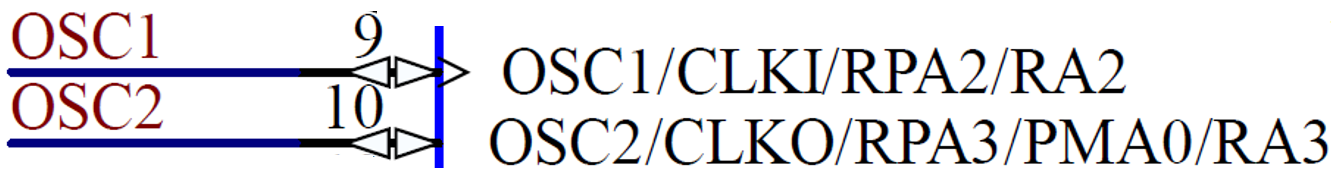 OSC1 9 OSC1/CLKI/RPA2/RA2
OSC2 10 OSC2/CLKO/RPA3/PMA0/RA3